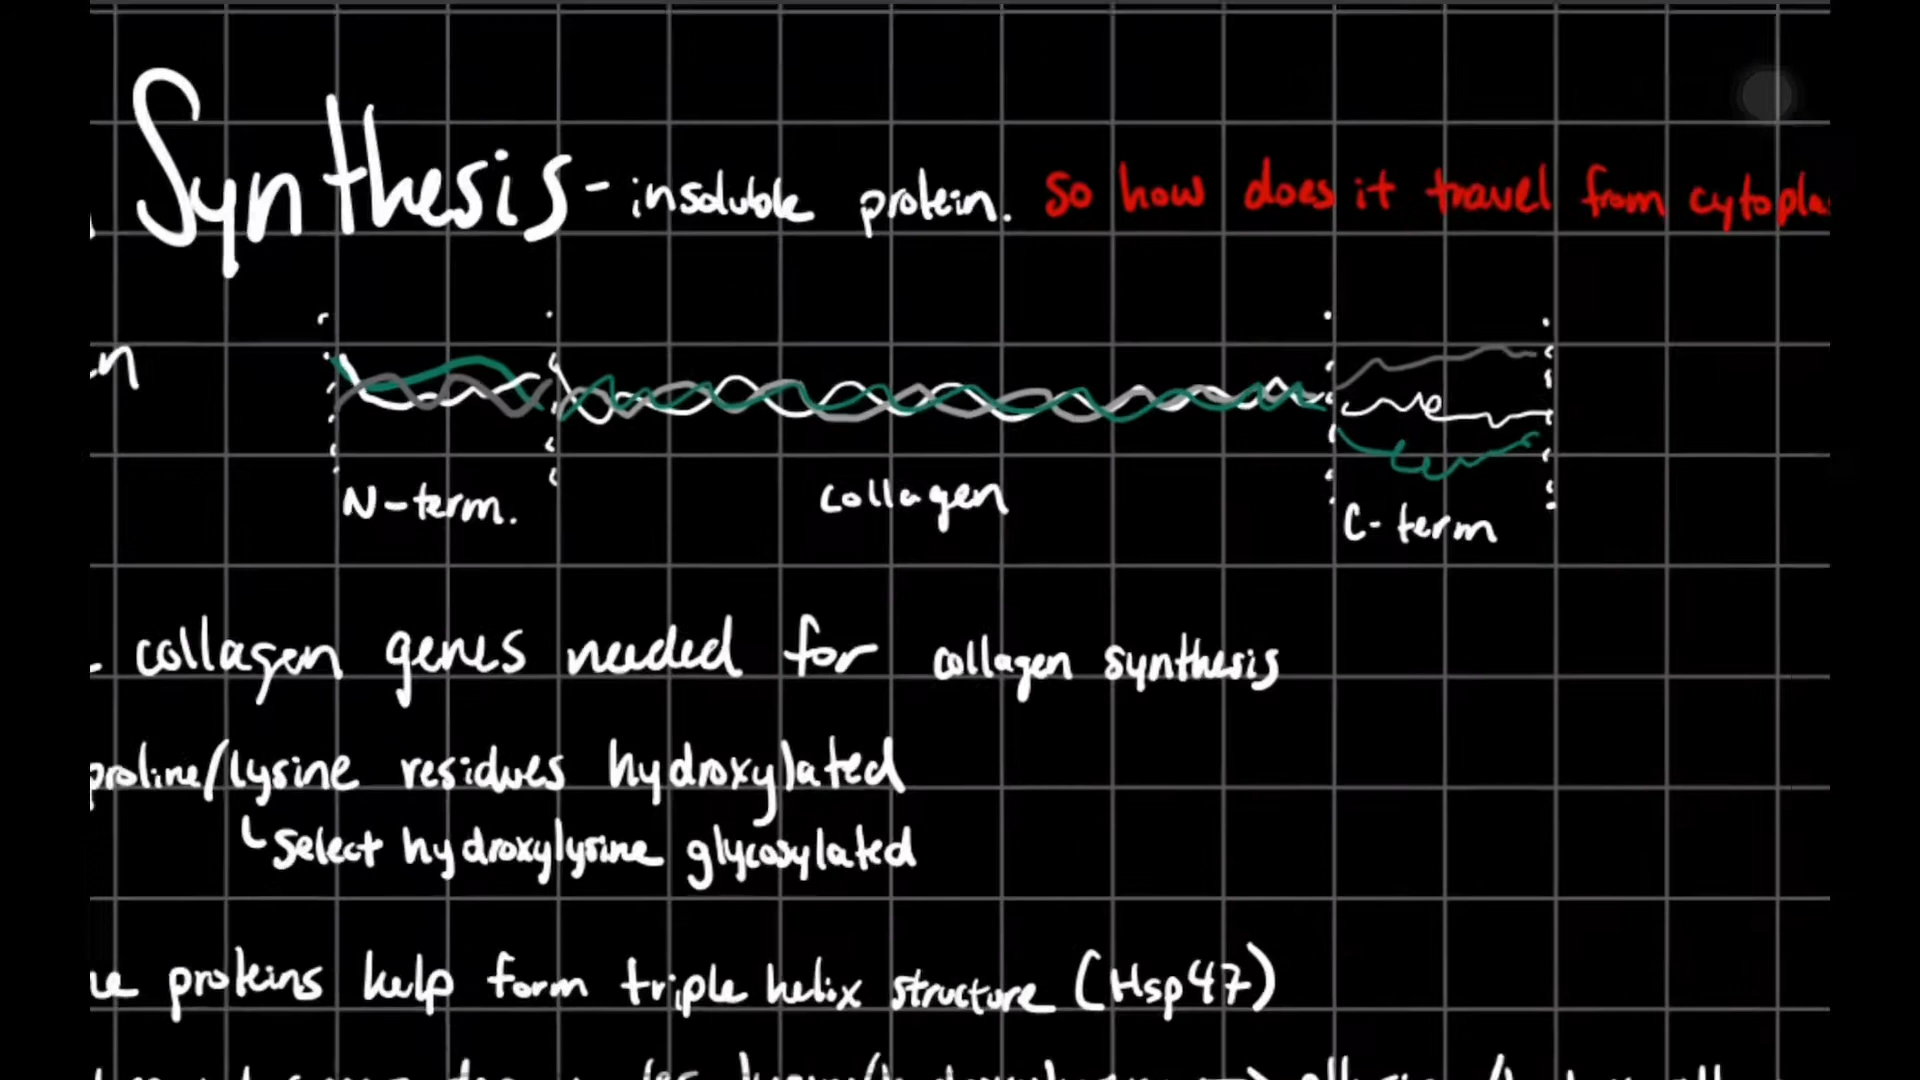 Synthesis - insoluble protein. So how does it travel from cytopla
N-term. collagen C-term
collagen genes needed for collagen synthesis
proline/lysine residues hydroxylated
select hydroxylysine glycosylated
proteins help form triple helix structure (Hsp47)